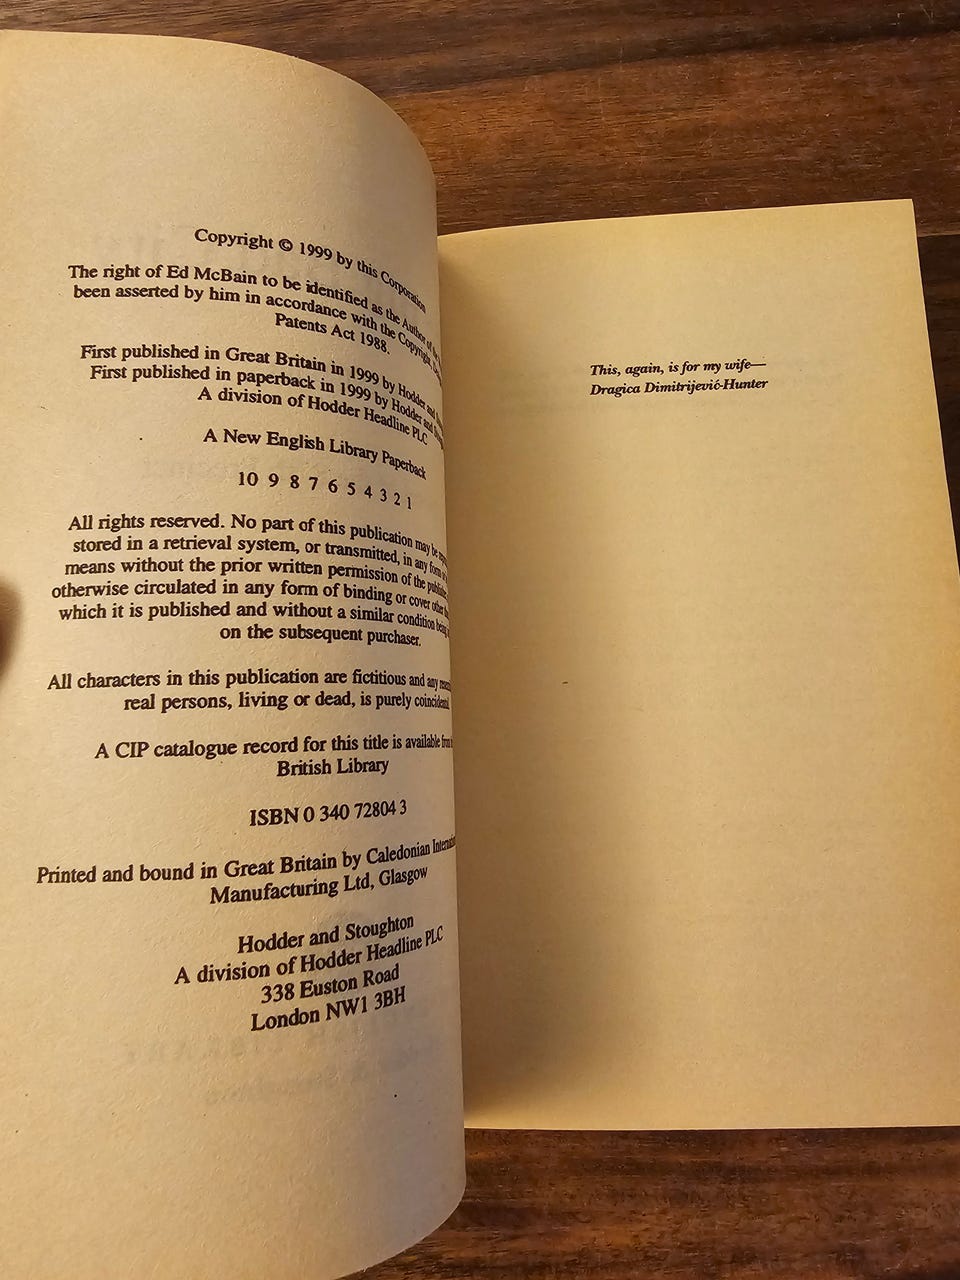 Copyright © 1999 by this Corporation
The right of Ed McBain to be identified as the Author of the
been asserted by him in accordance with the Copyright,
Patents Act 1988.
First published in Great Britain in 1999 by Hodder and
First published in paperback in 1999 by Hodder and
A division of Hodder Headline PLC
A New English Library Paperback
10 9 8 7 6 5 4 3 2 1
All rights reserved. No part of this publication may be
stored in a retrieval system, or transmitted, in any form
means without the prior written permission of the
otherwise circulated in any form of binding or cover other
which it is published and without a similar condition being
on the subsequent purchaser.
All characters in this publication are fictitious and any
real persons, living or dead, is purely coincidental.
A CIP catalogue record for this title is available from
British Library
ISBN 0 340 72804 3
Printed and bound in Great Britain by Caledonian
Manufacturing Ltd, Glasgow
Hodder and Stoughton
A division of Hodder Headline PLC
338 Euston Road
London NW1 3BH
This, again, is for my wife—
Dragica Dimitrijević-Hunter